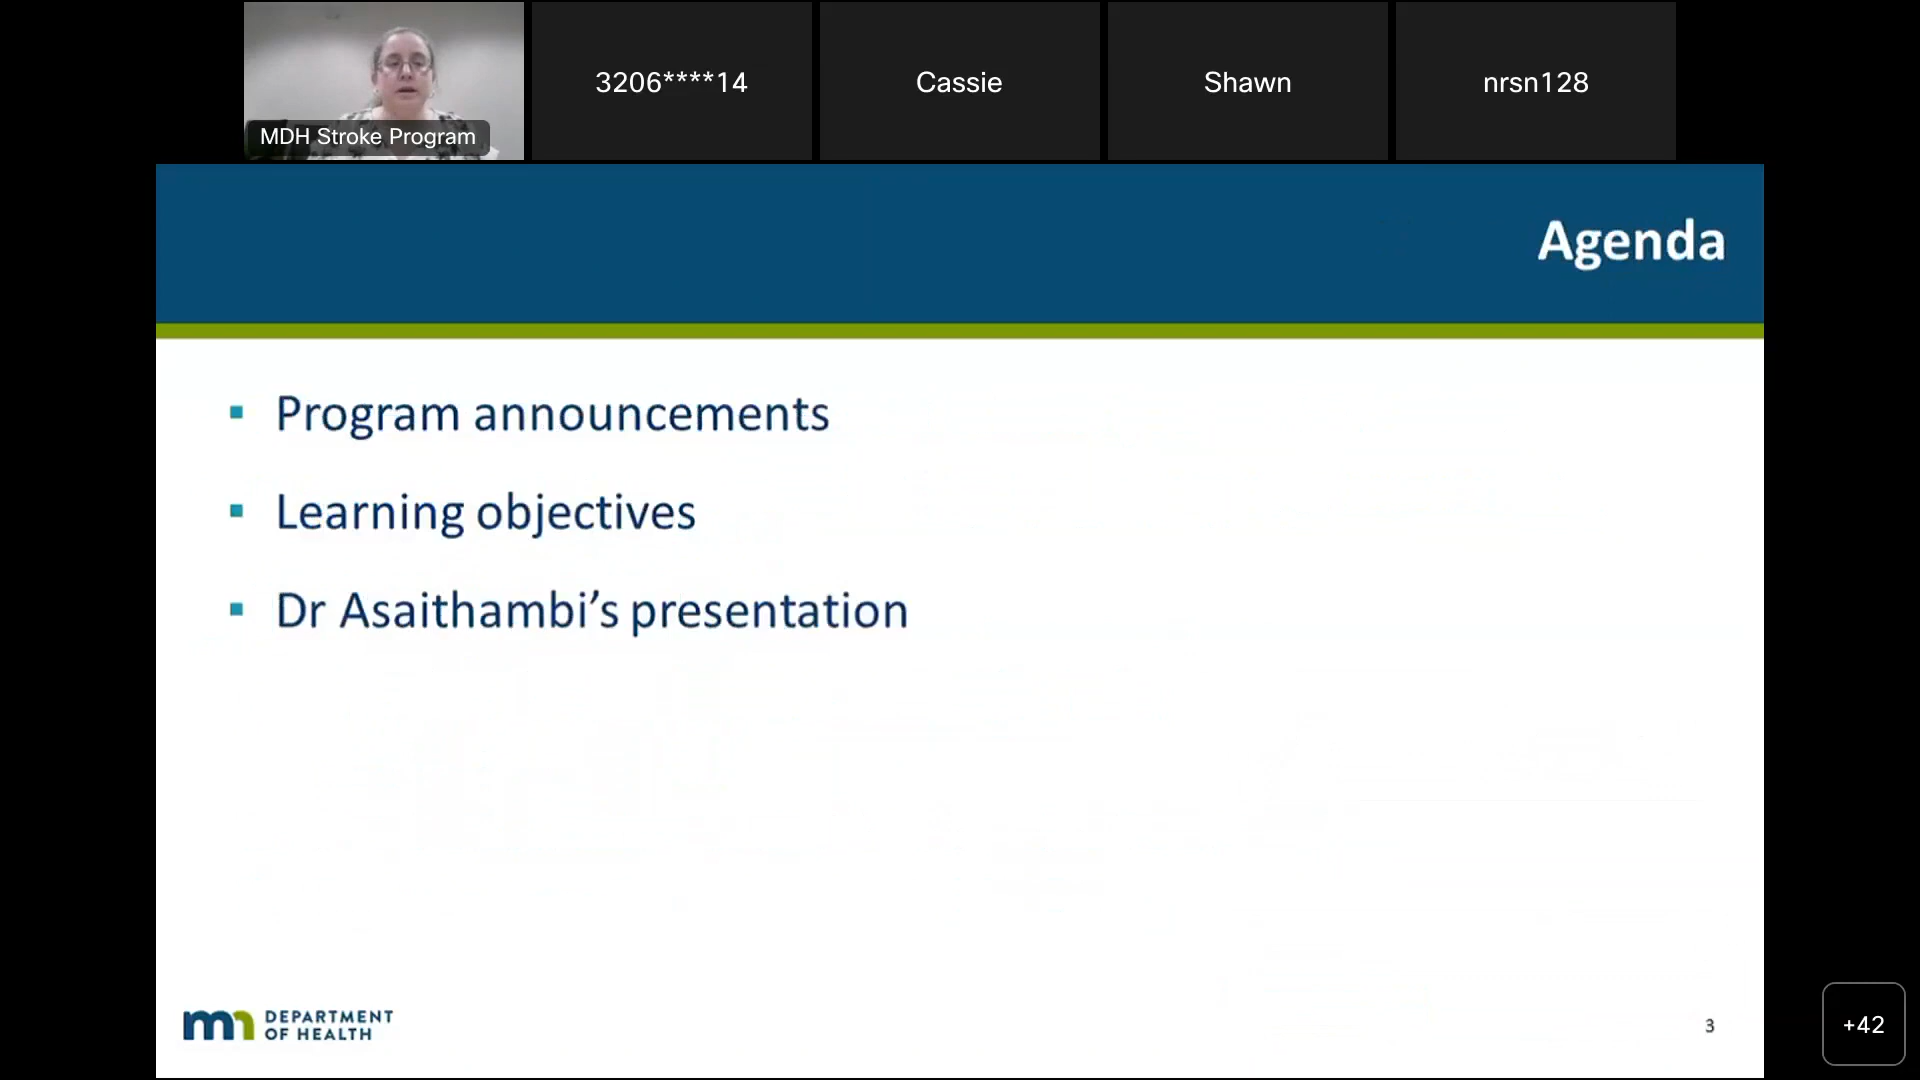 MDH Stroke Program
3206****14
Cassie
Shawn
nrsn128
Agenda
▪ Program announcements
▪ Learning objectives
▪ Dr Asaithambi’s presentation
mn DEPARTMENT
OF HEALTH
3
+42